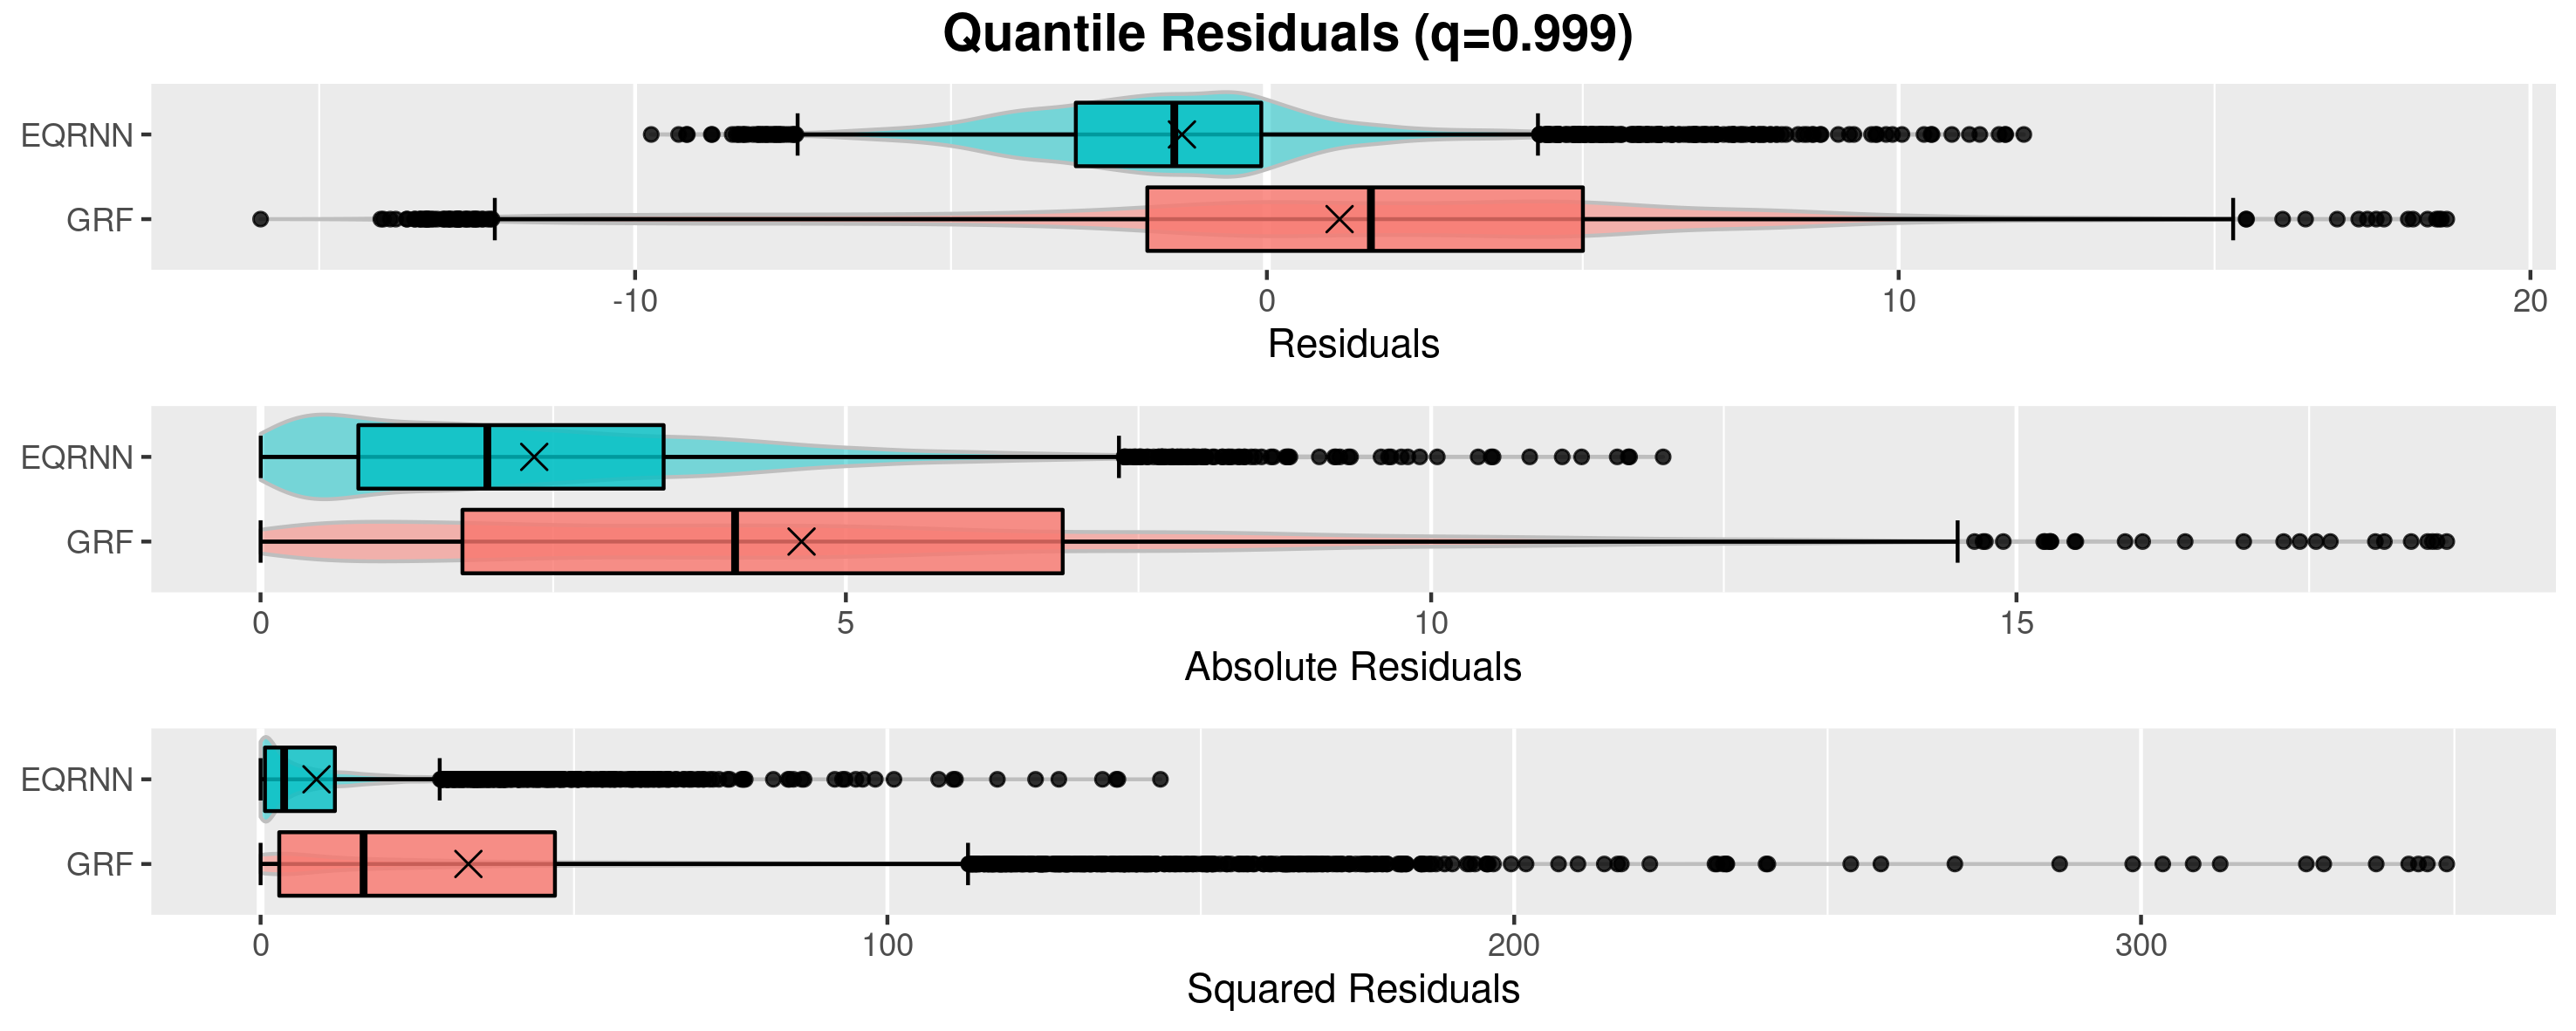 Quantile Residuals (q=0.999)
EQRNN
GRF
-10 0 10 20
Residuals
EQRNN
GRF
0 5 10 15
Absolute Residuals
EQRNN
GRF
0 100 200 300
Squared Residuals